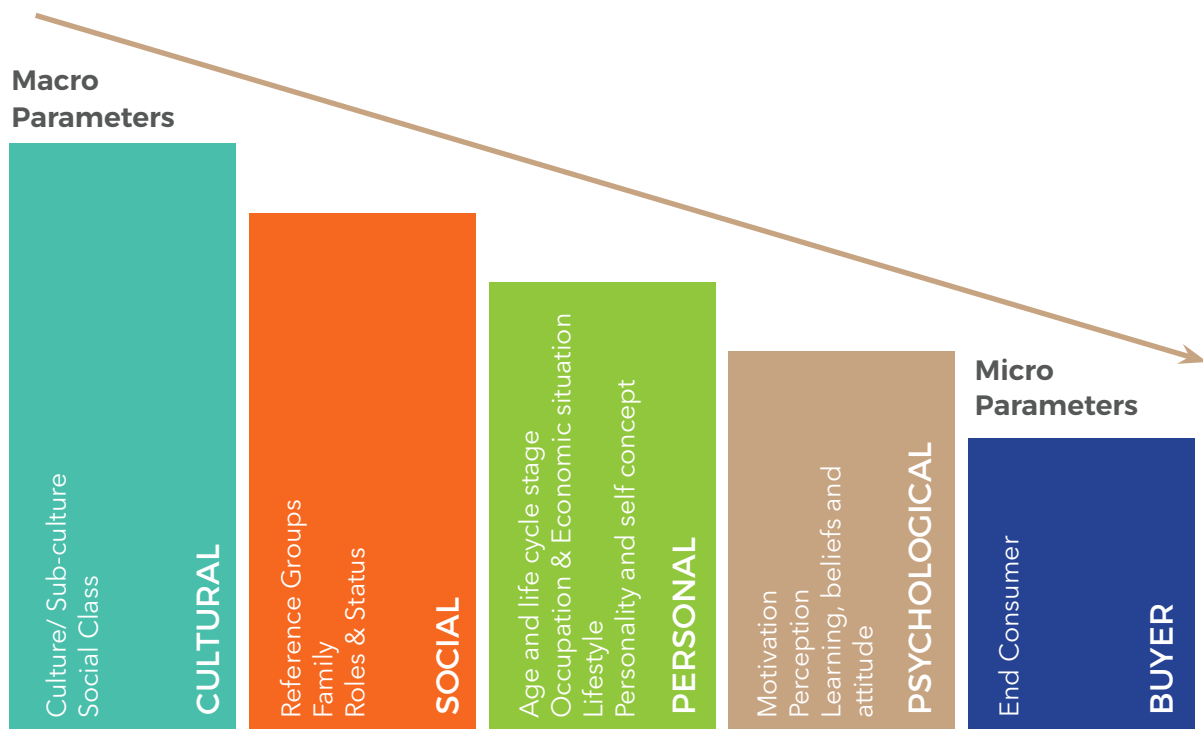 Macro
Parameters
Culture/ Sub-culture
Social Class
CULTURAL
Reference Groups
Family
Roles & Status
SOCIAL
Age and life cycle stage
Occupation & Economic situation
Lifestyle
Personality and self concept
PERSONAL
Motivation
Perception
Learning, beliefs and
attitude
PSYCHOLOGICAL
Micro
Parameters
End Consumer
BUYER